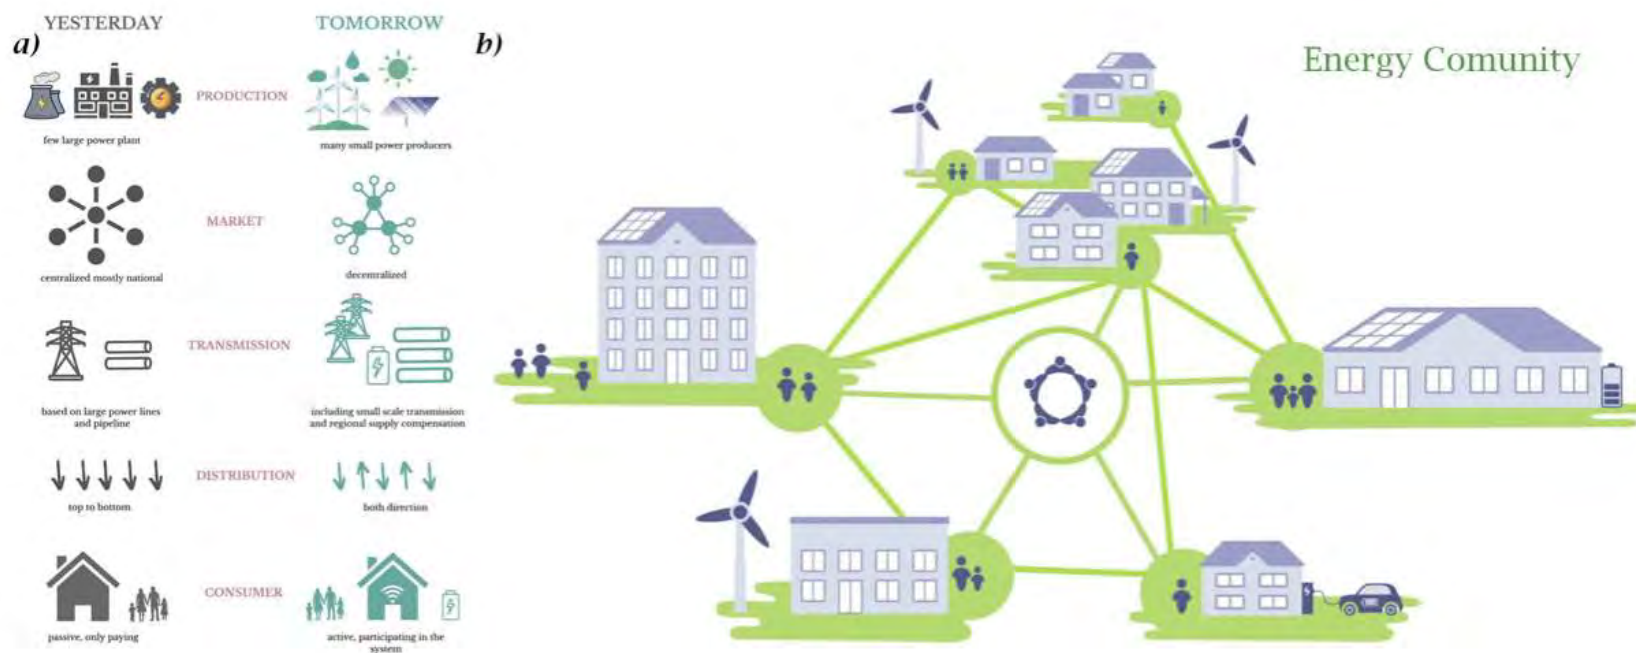 YESTERDAY
TOMORROW
a)
PRODUCTION
few large power plant
many small power producers
MARKET
centralized mostly national
decentralized
TRANSMISSION
based on large power lines
and pipeline
including small scale transmission
and regional supply compensation
DISTRIBUTION
top to bottom
both direction
CONSUMER
passive, only paying
active, participating in the
system
b)
Energy Comunity